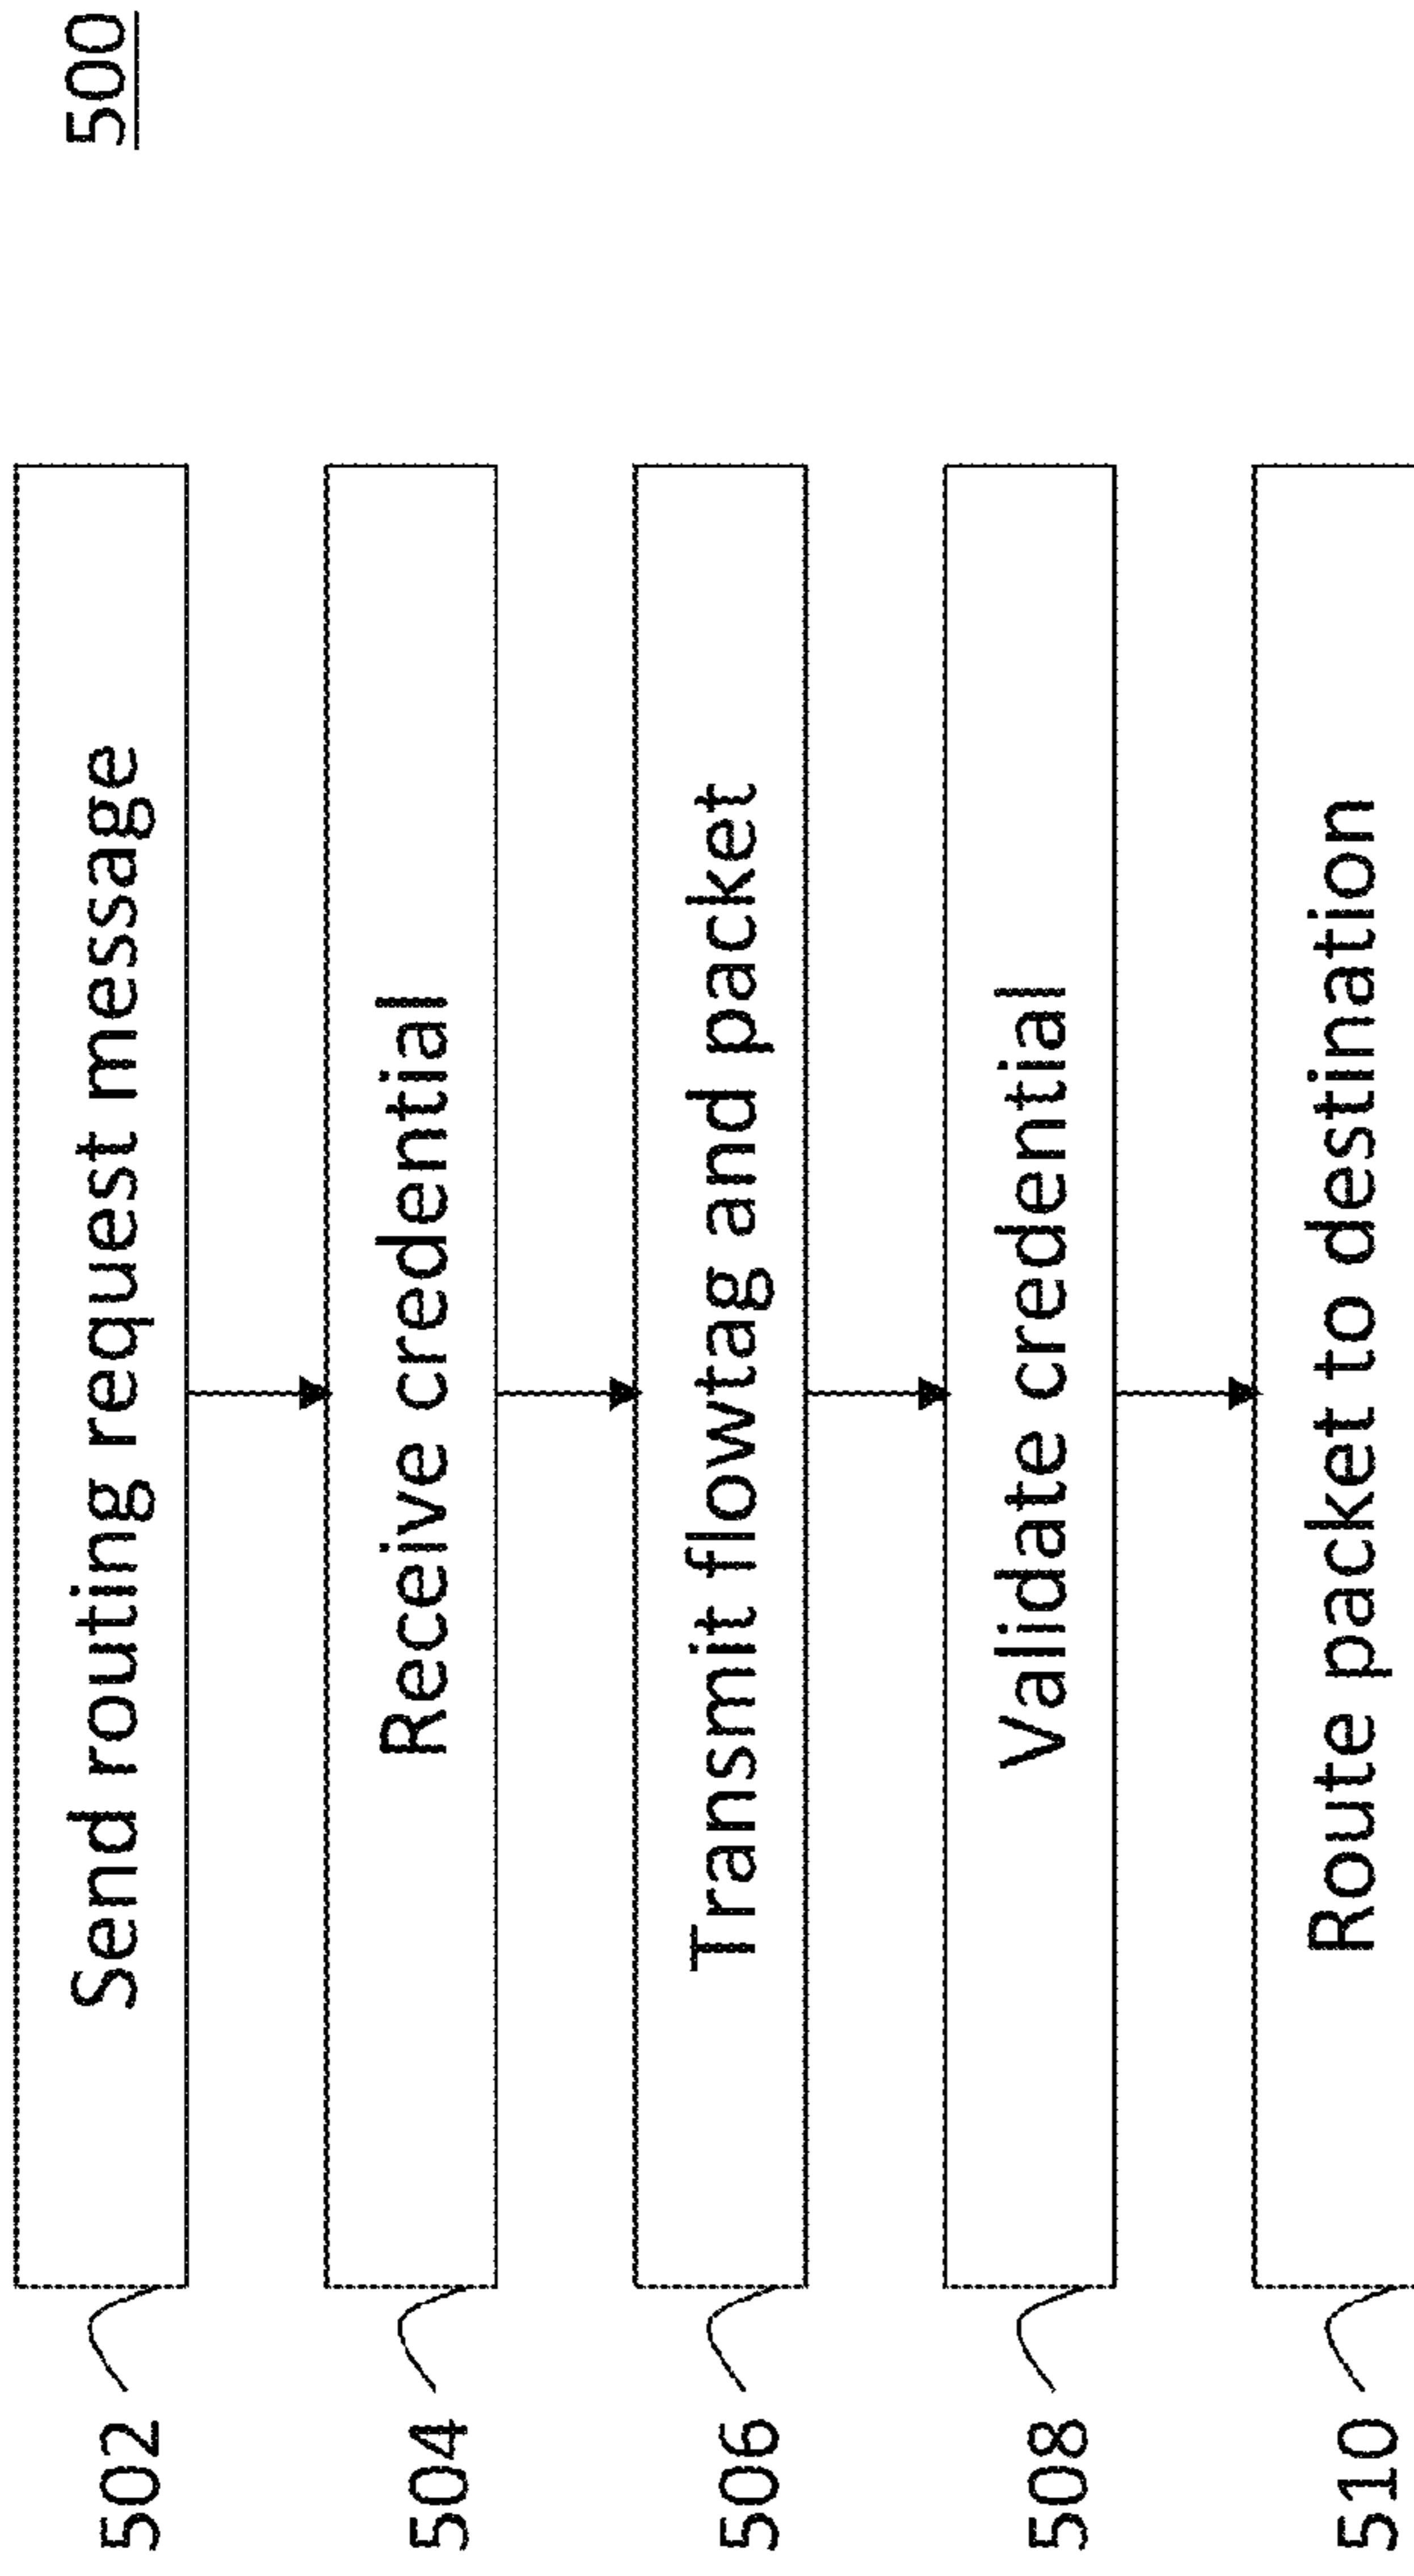 500
502 Send routing request message
504 Receive credential
506 Transmit flowtag and packet
508 Validate credential
510 Route packet to destination